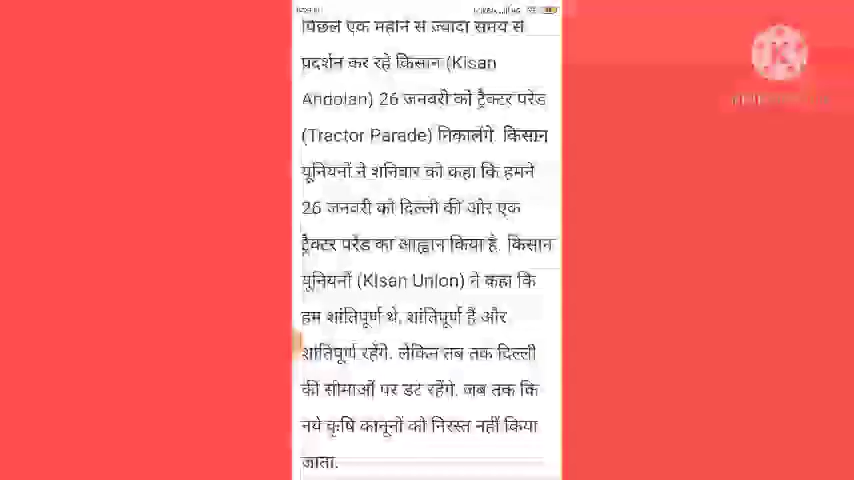 पिछले एक महीने से ज़्यादा समय से
प्रदर्शन कर रहे किसान (Kisan
Andolan) 26 जनवरी को ट्रैक्टर परेड
(Tractor Parade) निकालेंगे. किसान
यूनियनों ने शनिवार को कहा कि हमने
26 जनवरी को दिल्ली की ओर एक
ट्रैक्टर परेड का आह्वान किया है. किसान
यूनियनों (Kisan Union) ने कहा कि
हम शांतिपूर्ण थे, शांतिपूर्ण हैं और
शांतिपूर्ण रहेंगे. लेकिन तब तक दिल्ली
की सीमाओं पर डटे रहेंगे. जब तक कि
नये कृषि कानूनों को निरस्त नहीं किया
जाता.